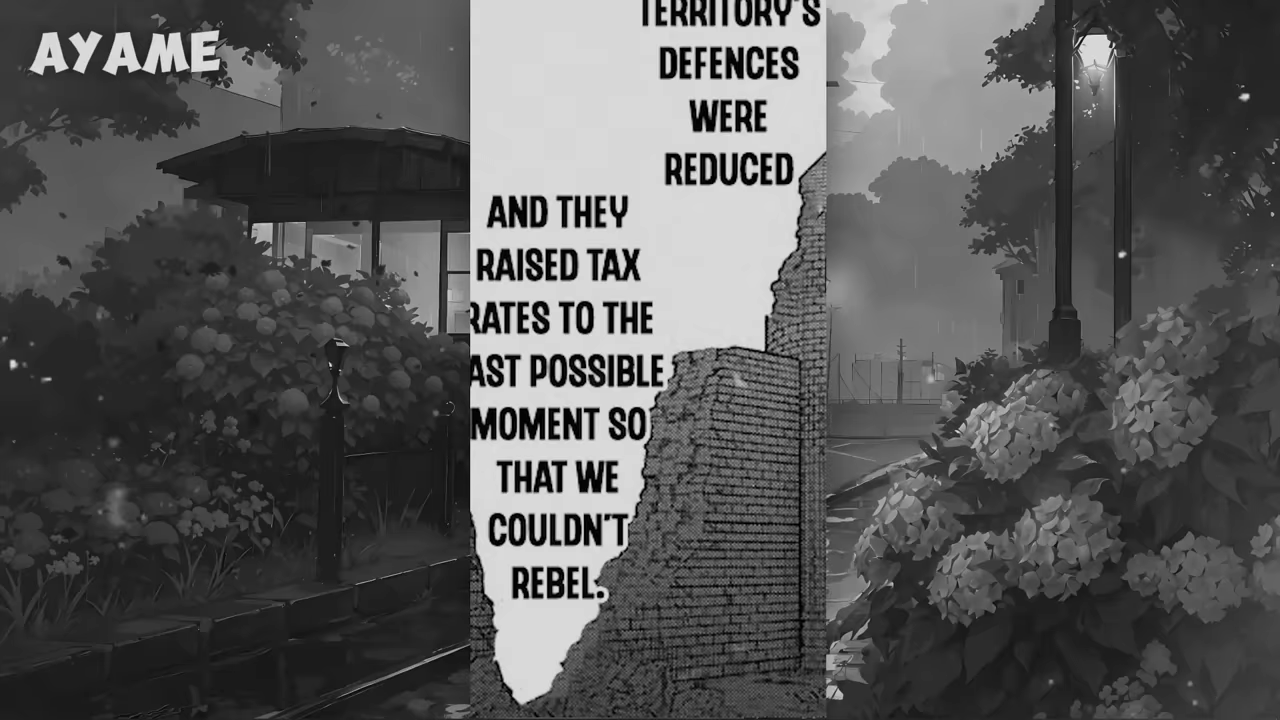 AYAME
TERRITORY'S
DEFENCES
WERE
REDUCED
AND THEY
RAISED TAX
RATES TO THE
AST POSSIBLE
MOMENT SO
THAT WE
COULDN'T
REBEL.